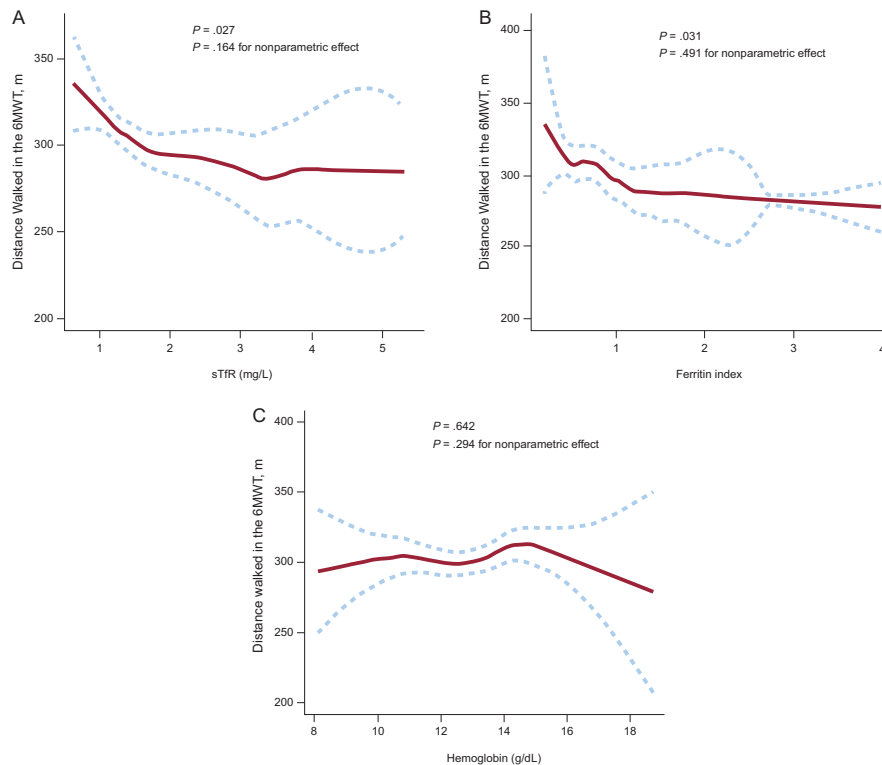 A
P = .027
P = .164 for nonparametric effect
Distance Walked in the 6MWT, m
350
300
250
200
1 2 3 4 5
sTfR (mg/L)
B
P = .031
P = .491 for nonparametric effect
Distance Walked in the 6MWT, m
400
350
300
250
200
1 2 3 4
Ferritin index
C
P = .642
P = .294 for nonparametric effect
Distance walked in the 6MWT, m
400
350
300
250
200
8 10 12 14 16 18
Hemoglobin (g/dL)